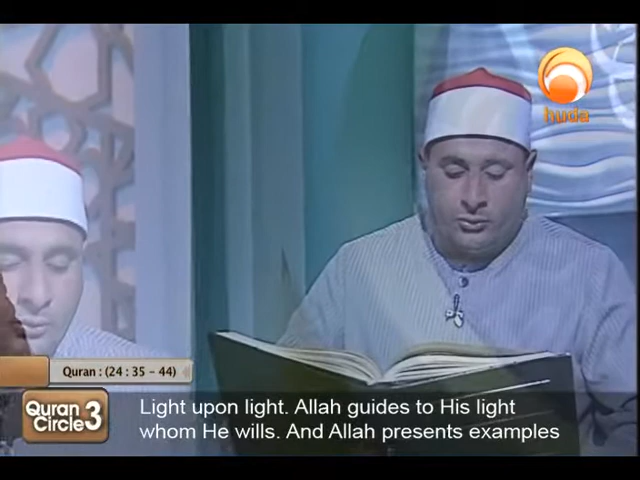 huda
Quran : (24 : 35 - 44)
Quran
Circle 3
Light upon light. Allah guides to His light
whom He wills. And Allah presents examples